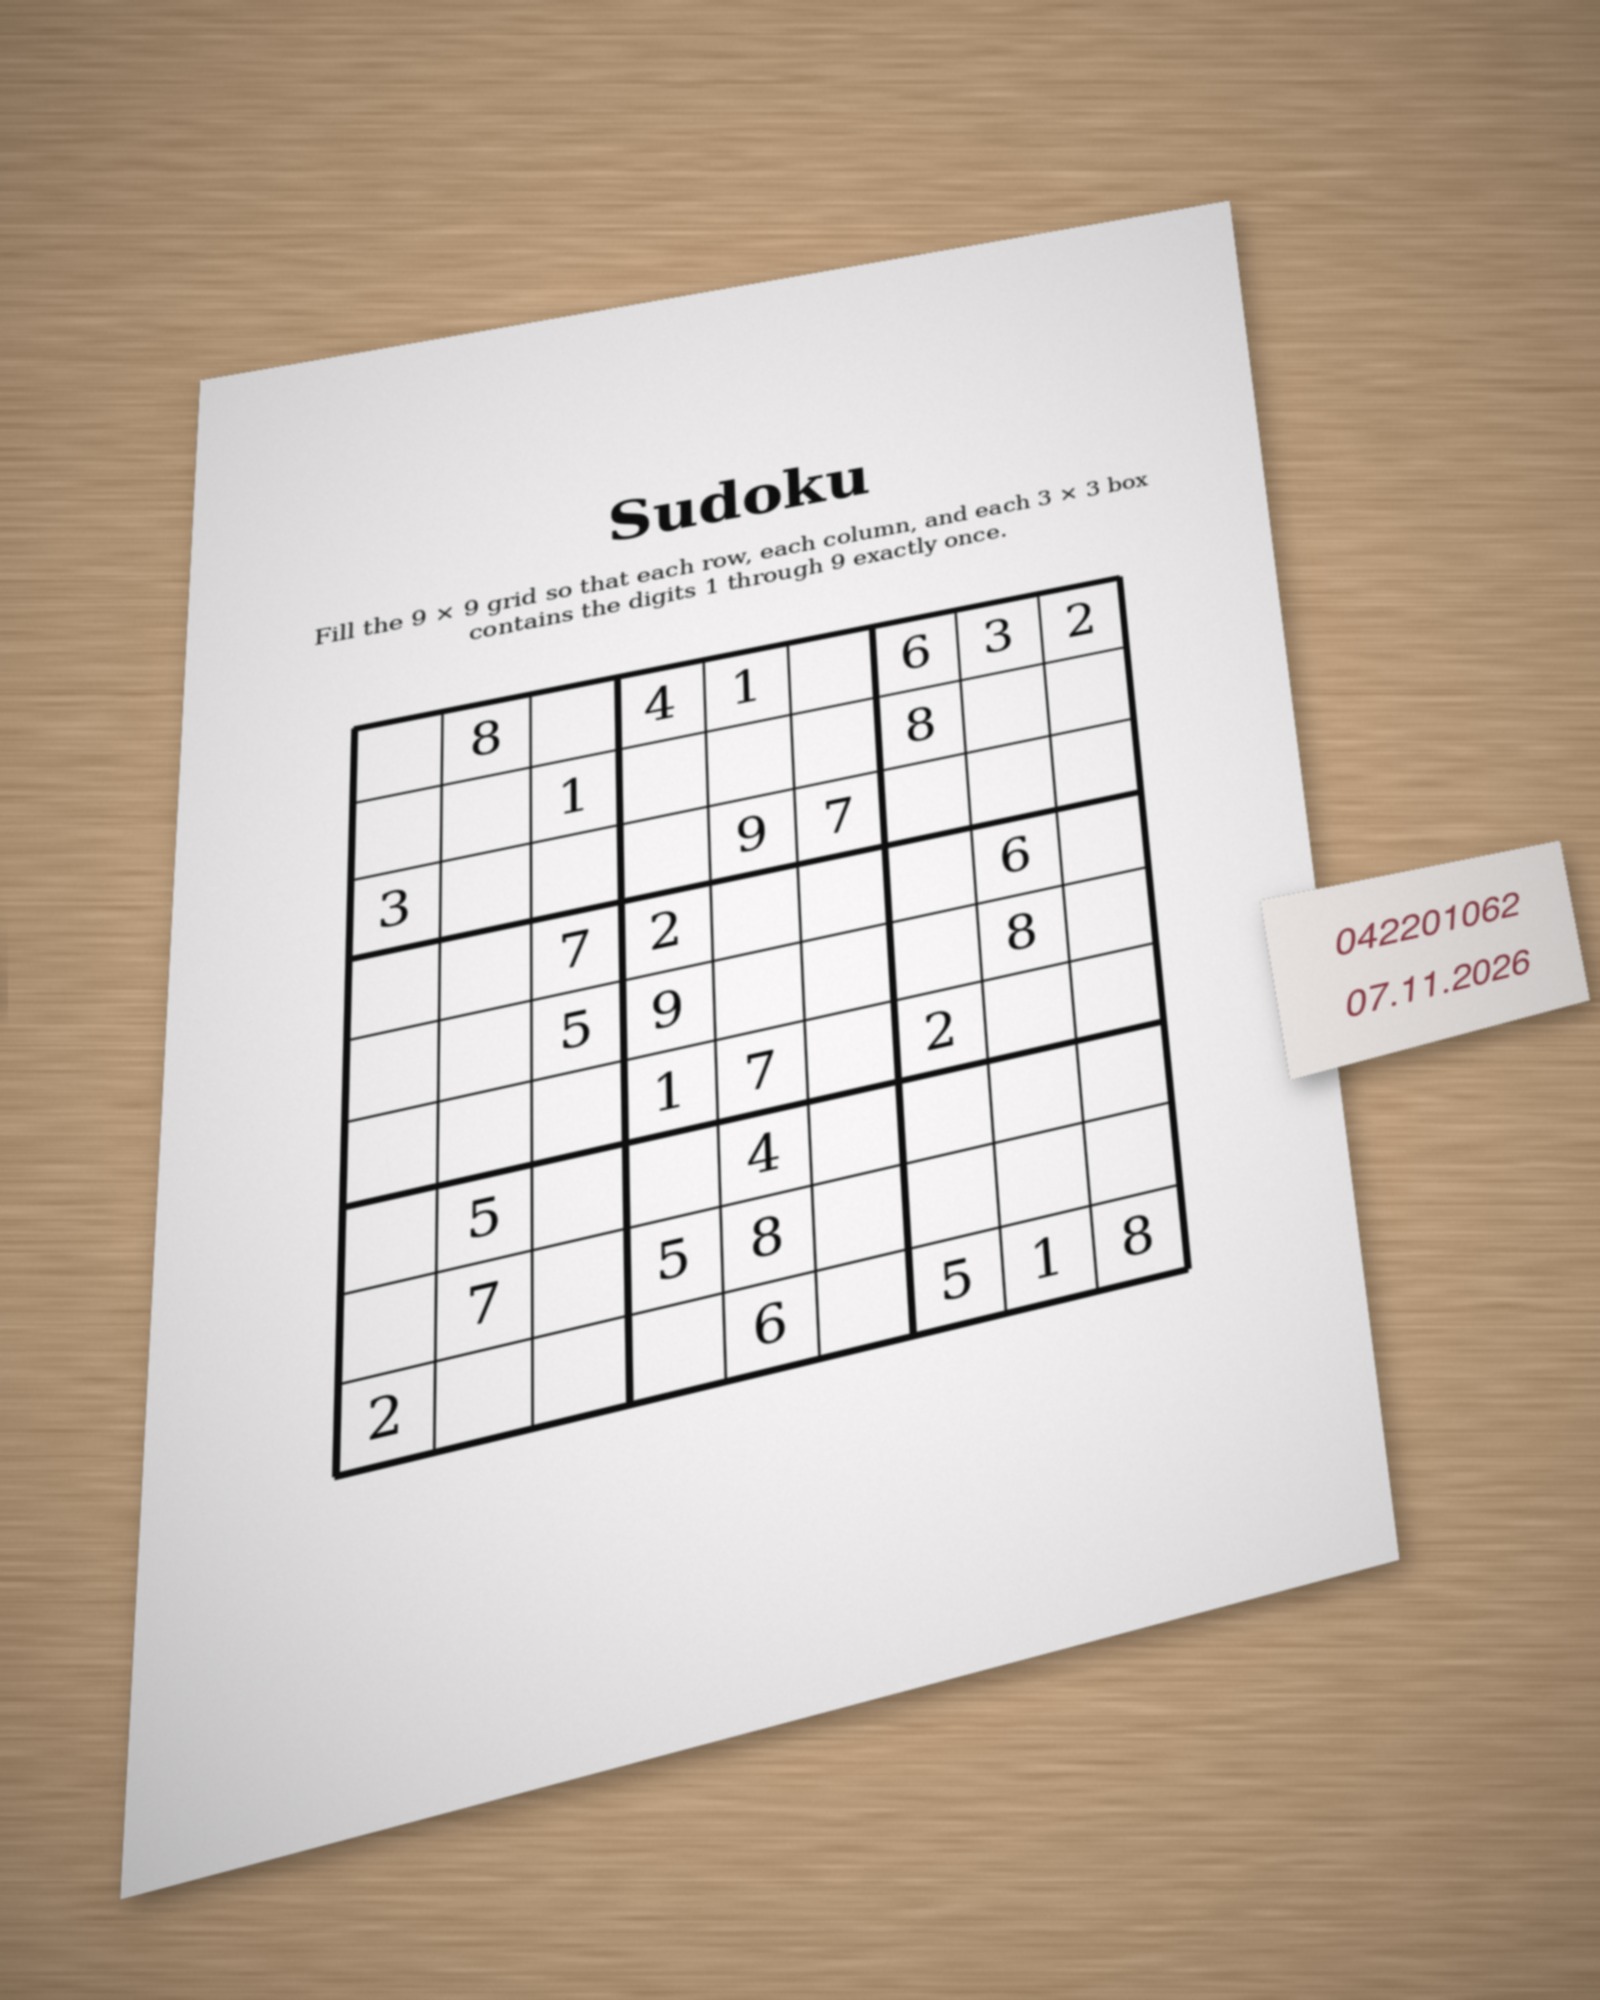 Sudoku
Fill the 9 × 9 grid so that each row, each column, and each 3 × 3 box
contains the digits 1 through 9 exactly once.
8 4 1 6 3 2
1 8
3 9 7
7 2 6
5 9 8
1 7 2
5 4
7 5 8
2 6 5 1 8
042201062
07.11.2026